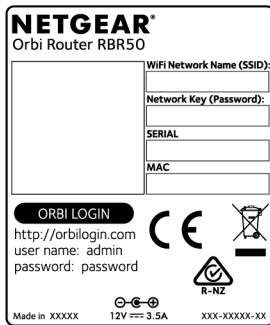 NETGEAR®
Orbi Router RBR50
WiFi Network Name (SSID):
Network Key (Password):
SERIAL
MAC
ORBI LOGIN
http://orbilogin.com
user name: admin
password: password
CE
R-NZ
Made in XXXXX
12V ⎓ 3.5A
XXX-XXXXX-XX